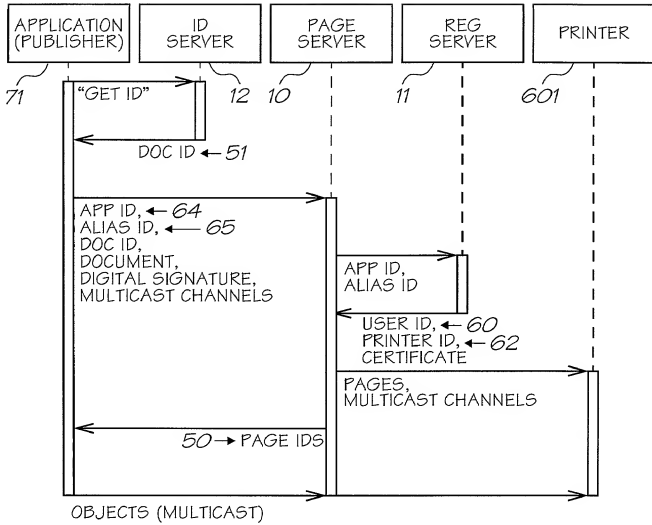 APPLICATION
(PUBLISHER)
ID
SERVER
PAGE
SERVER
REG
SERVER
PRINTER
71
12
10
11
601
"GET ID"
DOC ID ← 51
APP ID, ← 64
ALIAS ID, ← 65
DOC ID,
DOCUMENT,
DIGITAL SIGNATURE,
MULTICAST CHANNELS
APP ID,
ALIAS ID
USER ID, ← 60
PRINTER ID, ← 62
CERTIFICATE
PAGES,
MULTICAST CHANNELS
50 → PAGE IDS
OBJECTS (MULTICAST)